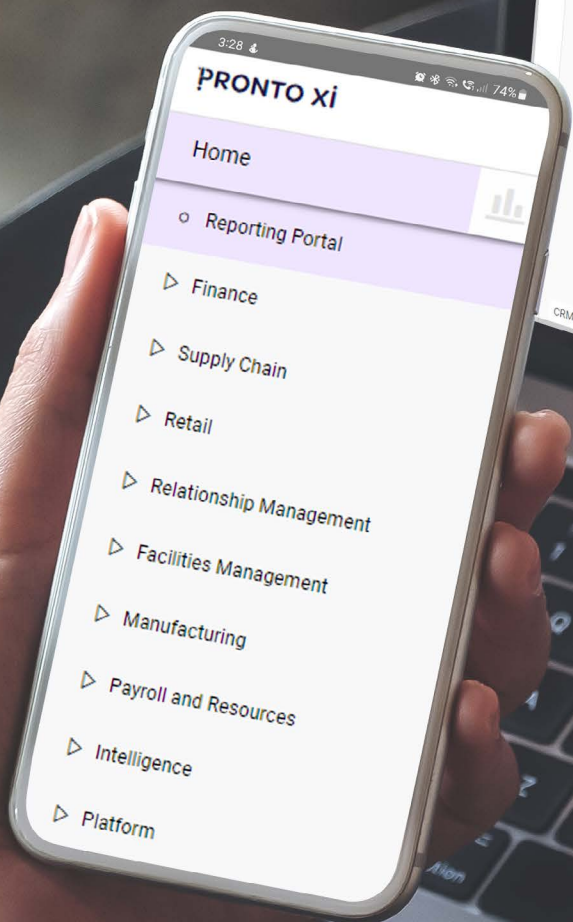 3:28
74%
PRONTO Xi
Home
Reporting Portal
Finance
CRM
Supply Chain
Retail
Relationship Management
Facilities Management
Manufacturing
Payroll and Resources
Intelligence
Platform
A
Z